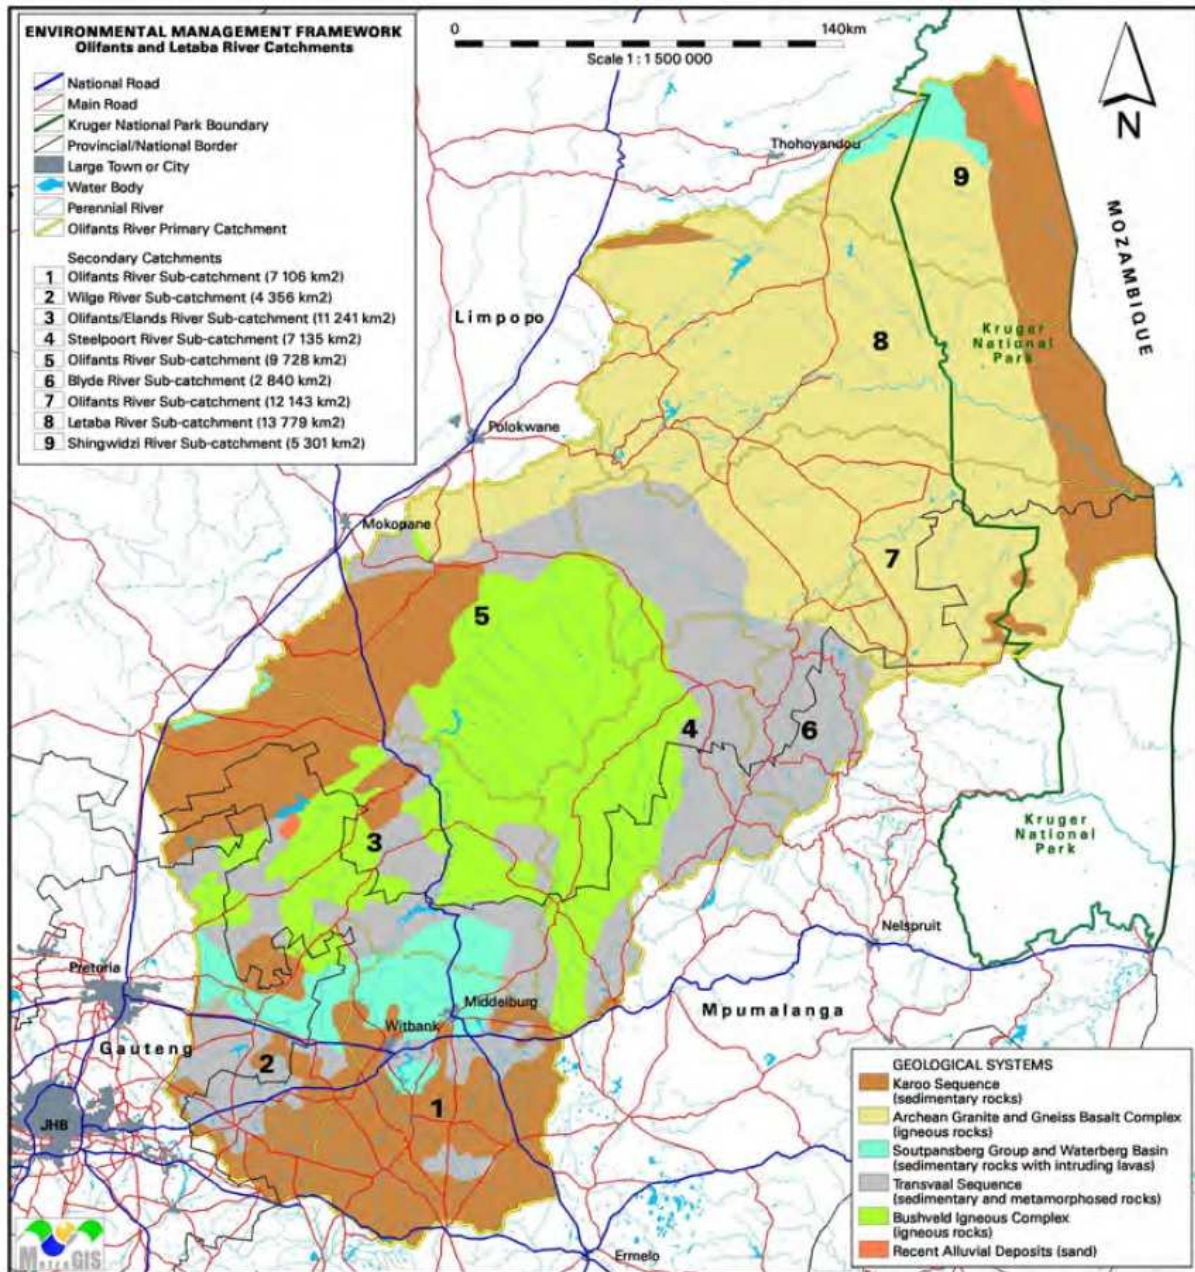 ENVIRONMENTAL MANAGEMENT FRAMEWORK
Olifants and Letaba River Catchments
National Road
Main Road
Kruger National Park Boundary
Provincial/National Border
Large Town or City
Water Body
Perennial River
Olifants River Primary Catchment
Secondary Catchments
1 Olifants River Sub-catchment (7 106 km2)
2 Wilge River Sub-catchment (4 356 km2)
3 Olifants/Elands River Sub-catchment (11 241 km2)
4 Steelpoort River Sub-catchment (7 135 km2)
5 Olifants River Sub-catchment (9 728 km2)
6 Blyde River Sub-catchment (2 840 km2)
7 Olifants River Sub-catchment (12 143 km2)
8 Letaba River Sub-catchment (13 779 km2)
9 Shingwidzi River Sub-catchment (5 301 km2)
0 140km
Scale 1 : 1 500 000
N
Thohoyandou
9
MOZAMBIQUE
Limpopo
8
Kruger
National
Park
Polokwane
Mokopane
7
5
4
6
3
Kruger
National
Park
Nelspruit
Pretoria
Middelburg
Witbank
Mpumalanga
Gauteng
2
1
JHB
Ermelo
GEOLOGICAL SYSTEMS
Karoo Sequence
(sedimentary rocks)
Archean Granite and Gneiss Basalt Complex
(igneous rocks)
Soutpansberg Group and Waterberg Basin
(sedimentary rocks with intruding lavas)
Transvaal Sequence
(sedimentary and metamorphosed rocks)
Bushveld Igneous Complex
(igneous rocks)
Recent Alluvial Deposits (sand)
MetroGIS